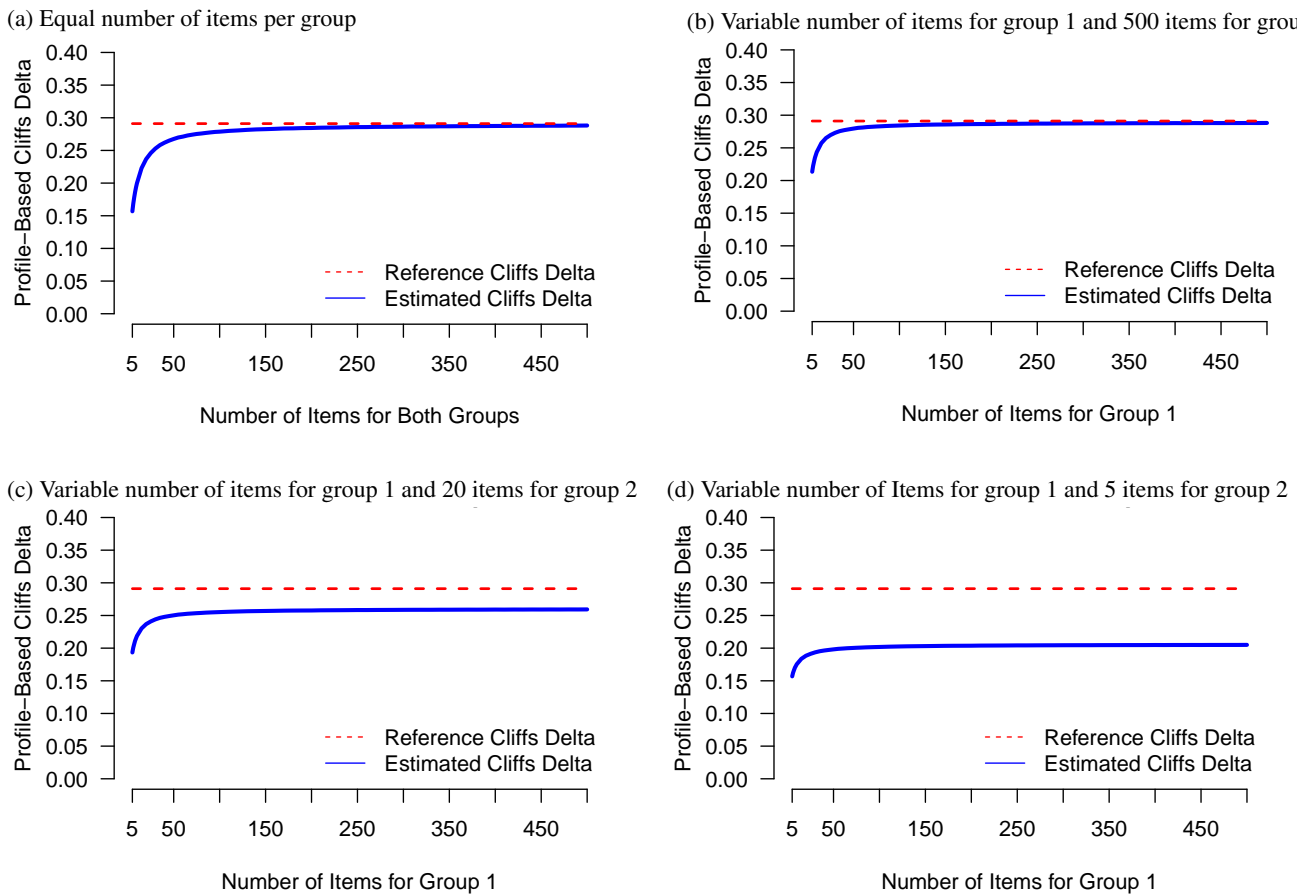 (a) Equal number of items per group
Profile−Based Cliffs Delta
0.40
0.35
0.30
0.25
0.20
0.15
0.10
0.05
0.00
Reference Cliffs Delta
Estimated Cliffs Delta
5 50 150 250 350 450
Number of Items for Both Groups
(b) Variable number of items for group 1 and 500 items for grou
Profile−Based Cliffs Delta
0.40
0.35
0.30
0.25
0.20
0.15
0.10
0.05
0.00
Reference Cliffs Delta
Estimated Cliffs Delta
5 50 150 250 350 450
Number of Items for Group 1
(c) Variable number of items for group 1 and 20 items for group 2
Profile−Based Cliffs Delta
0.40
0.35
0.30
0.25
0.20
0.15
0.10
0.05
0.00
Reference Cliffs Delta
Estimated Cliffs Delta
5 50 150 250 350 450
Number of Items for Group 1
(d) Variable number of Items for group 1 and 5 items for group 2
Profile−Based Cliffs Delta
0.40
0.35
0.30
0.25
0.20
0.15
0.10
0.05
0.00
Reference Cliffs Delta
Estimated Cliffs Delta
5 50 150 250 350 450
Number of Items for Group 1